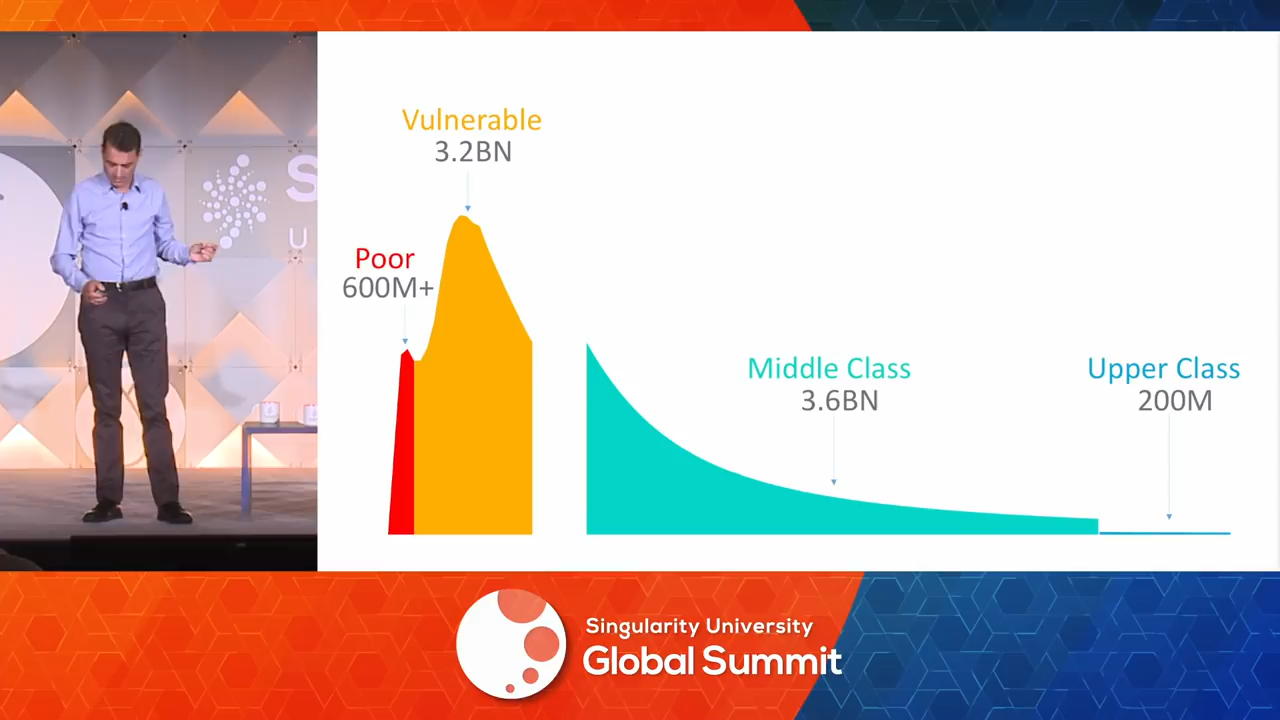 Vulnerable
3.2BN
Poor
600M+
Middle Class
3.6BN
Upper Class
200M
S
U
Singularity University
Global Summit